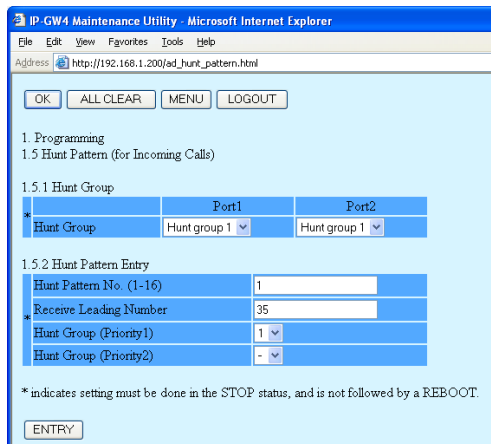 IP-GW4 Maintenance Utility - Microsoft Internet Explorer
File Edit View Favorites Tools Help
Address http://192.168.1.200/ad_hunt_pattern.html
OK ALL CLEAR MENU LOGOUT
1. Programming
1.5 Hunt Pattern (for Incoming Calls)
1.5.1 Hunt Group
Port1 Port2
* Hunt Group Hunt group 1 Hunt group 1
1.5.2 Hunt Pattern Entry
Hunt Pattern No. (1-16) 1
* Receive Leading Number 35
Hunt Group (Priority1) 1
Hunt Group (Priority2) -
* indicates setting must be done in the STOP status, and is not followed by a REBOOT.
ENTRY